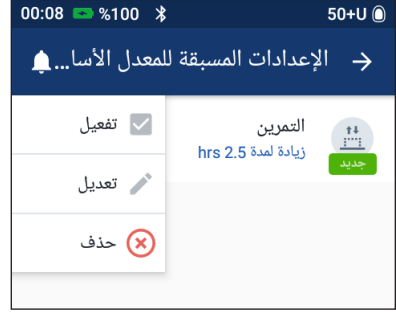 50+U %100 00:08
الإعدادات المسبقة للمعدل الأسا...
التمرين
زيادة لمدة 2.5 hrs
جديد
تفعيل
تعديل
حذف